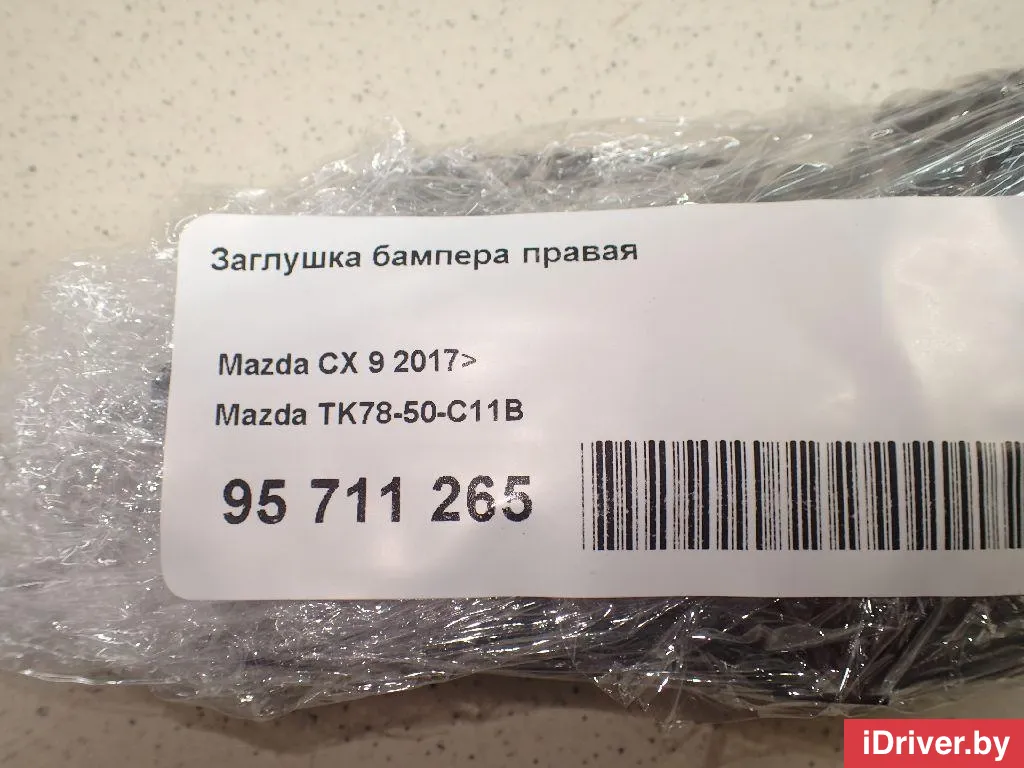 Заглушка бампера правая
Mazda CX 9 2017>
Mazda TK78-50-C11B
95 711 265
iDriver.by